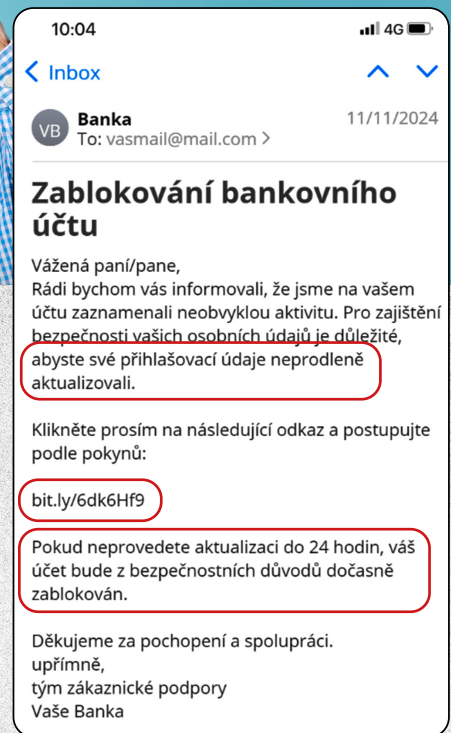 10:04 4G
Inbox
VB Banka 11/11/2024
To: vasmail@mail.com
Zablokování bankovního
účtu
Vážená paní/pane,
Rádi bychom vás informovali, že jsme na vašem
účtu zaznamenali neobvyklou aktivitu. Pro zajištění
bezpečnosti vašich osobních údajů je důležité,
abyste své přihlašovací údaje neprodleně
aktualizovali.
Klikněte prosím na následující odkaz a postupujte
podle pokynů:
bit.ly/6dk6Hf9
Pokud neprovedete aktualizaci do 24 hodin, váš
účet bude z bezpečnostních důvodů dočasně
zablokován.
Děkujeme za pochopení a spolupráci.
upřímně,
tým zákaznické podpory
Vaše Banka